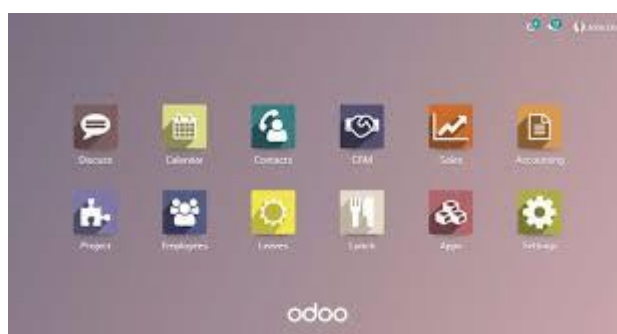 Discuss
Calendar
Contacts
CRM
Sales
Accounting
Project
Employees
Leaves
Lunch
Apps
Settings
odoo